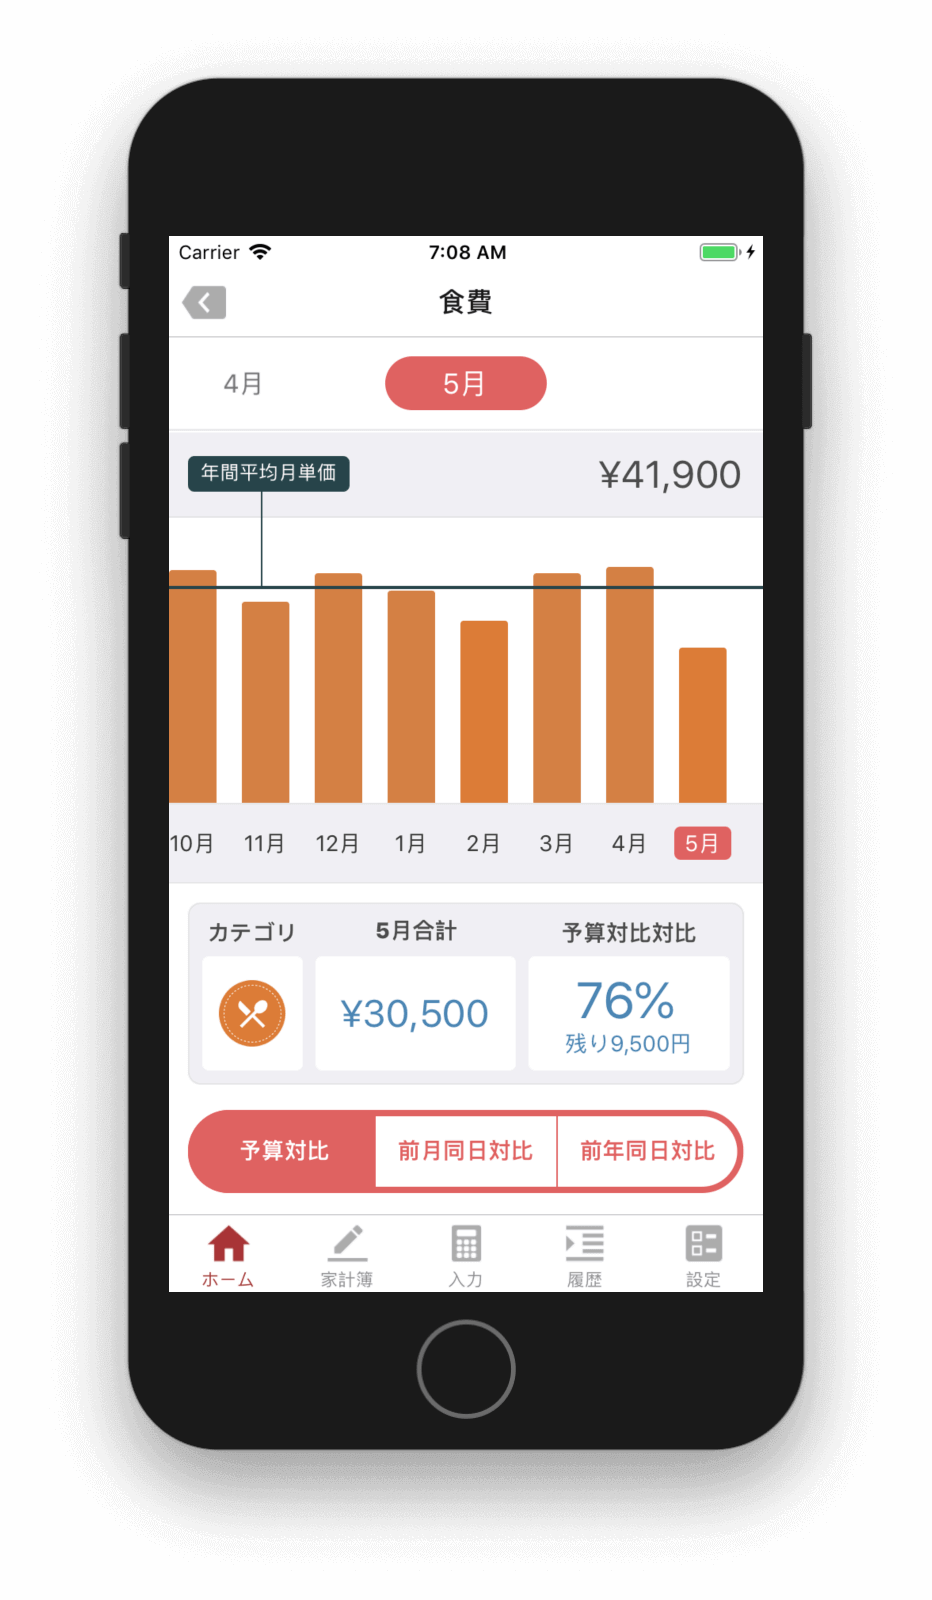 Carrier 7:08 AM
食費
4月 5月
年間平均月単価 ¥41,900
10月 11月 12月 1月 2月 3月 4月 5月
カテゴリ 5月合計 予算対比対比
¥30,500 76%
残り9,500円
予算対比 前月同日対比 前年同日対比
ホーム 家計簿 入力 履歴 設定